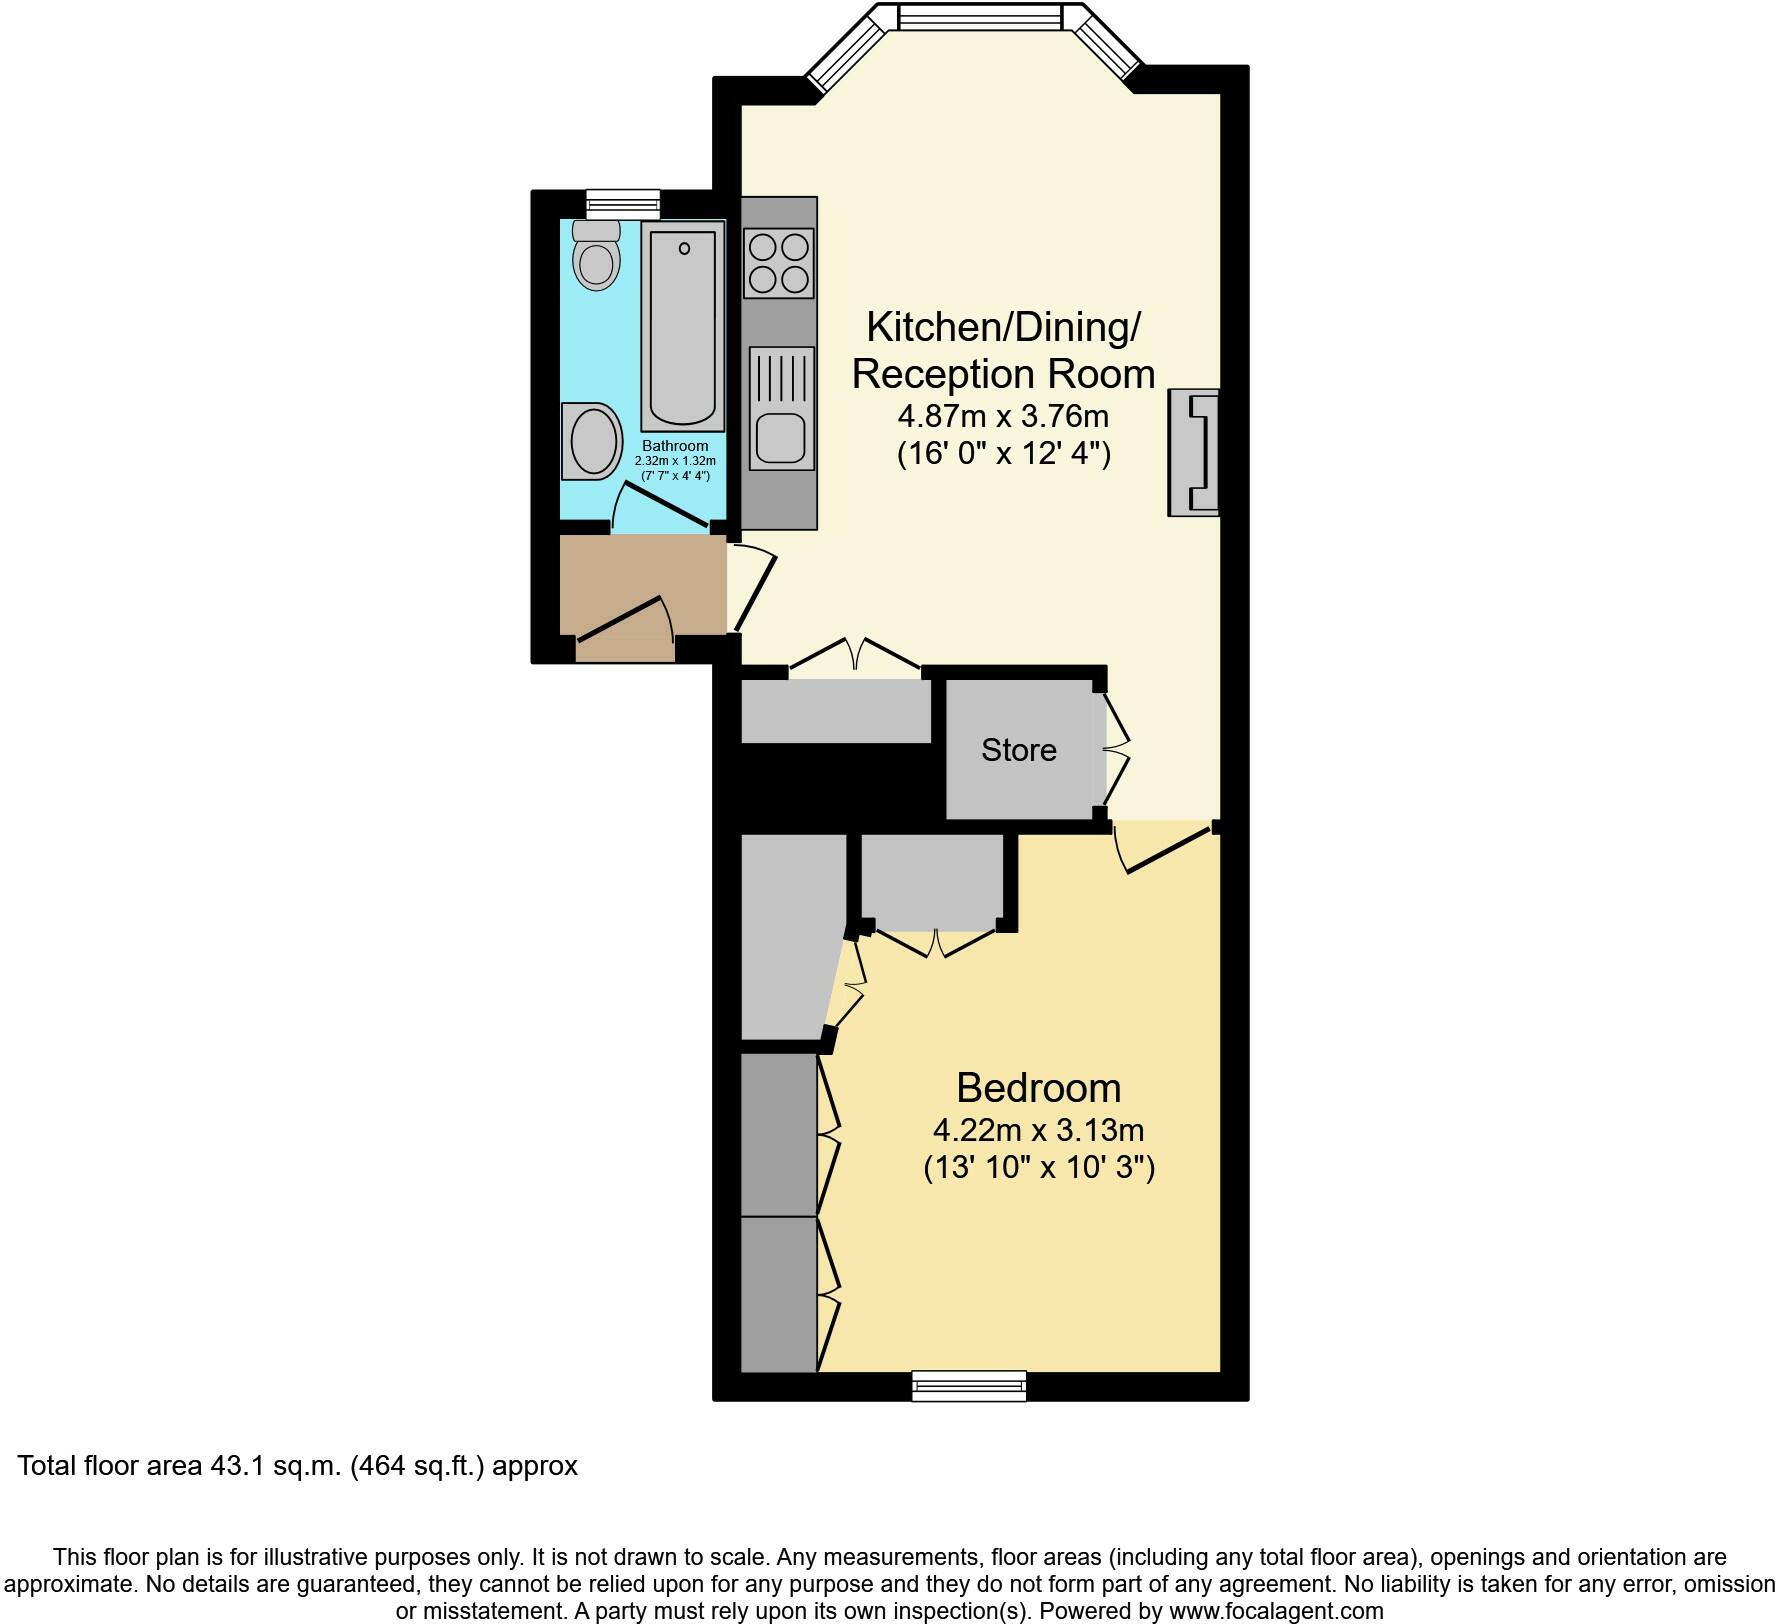 Kitchen/Dining/
Reception Room
4.87m x 3.76m
(16' 0" x 12' 4")
Bathroom
2.32m x 1.32m
(7' 7" x 4' 4")
Store
Bedroom
4.22m x 3.13m
(13' 10" x 10' 3")
Total floor area 43.1 sq.m. (464 sq.ft.) approx
This floor plan is for illustrative purposes only. It is not drawn to scale. Any measurements, floor areas (including any total floor area), openings and orientation are
approximate. No details are guaranteed, they cannot be relied upon for any purpose and they do not form part of any agreement. No liability is taken for any error, omission
or misstatement. A party must rely upon its own inspection(s). Powered by www.focalagent.com